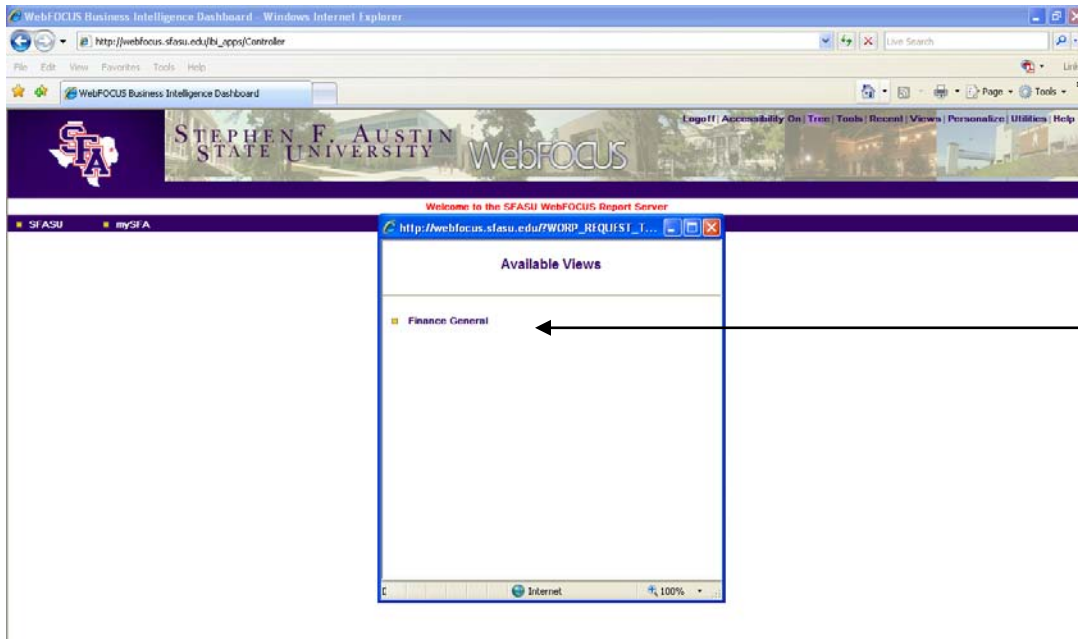 WebFOCUS Business Intelligence Dashboard - Windows Internet Explorer
http://webfocus.sfasu.edu/ibi_apps/Controller
Live Search
File Edit View Favorites Tools Help
WebFOCUS Business Intelligence Dashboard
Page Tools
SFA
STEPHEN F. AUSTIN
STATE UNIVERSITY
WebFOCUS
Logoff | Accessibility On | Tree | Tools | Recent | Views | Personalize | Utilities | Help
Welcome to the SFASU WebFOCUS Report Server
SFASU mySFA
http://webfocus.sfasu.edu/?WORP_REQUEST_T...
Available Views
Finance General
Internet 100%